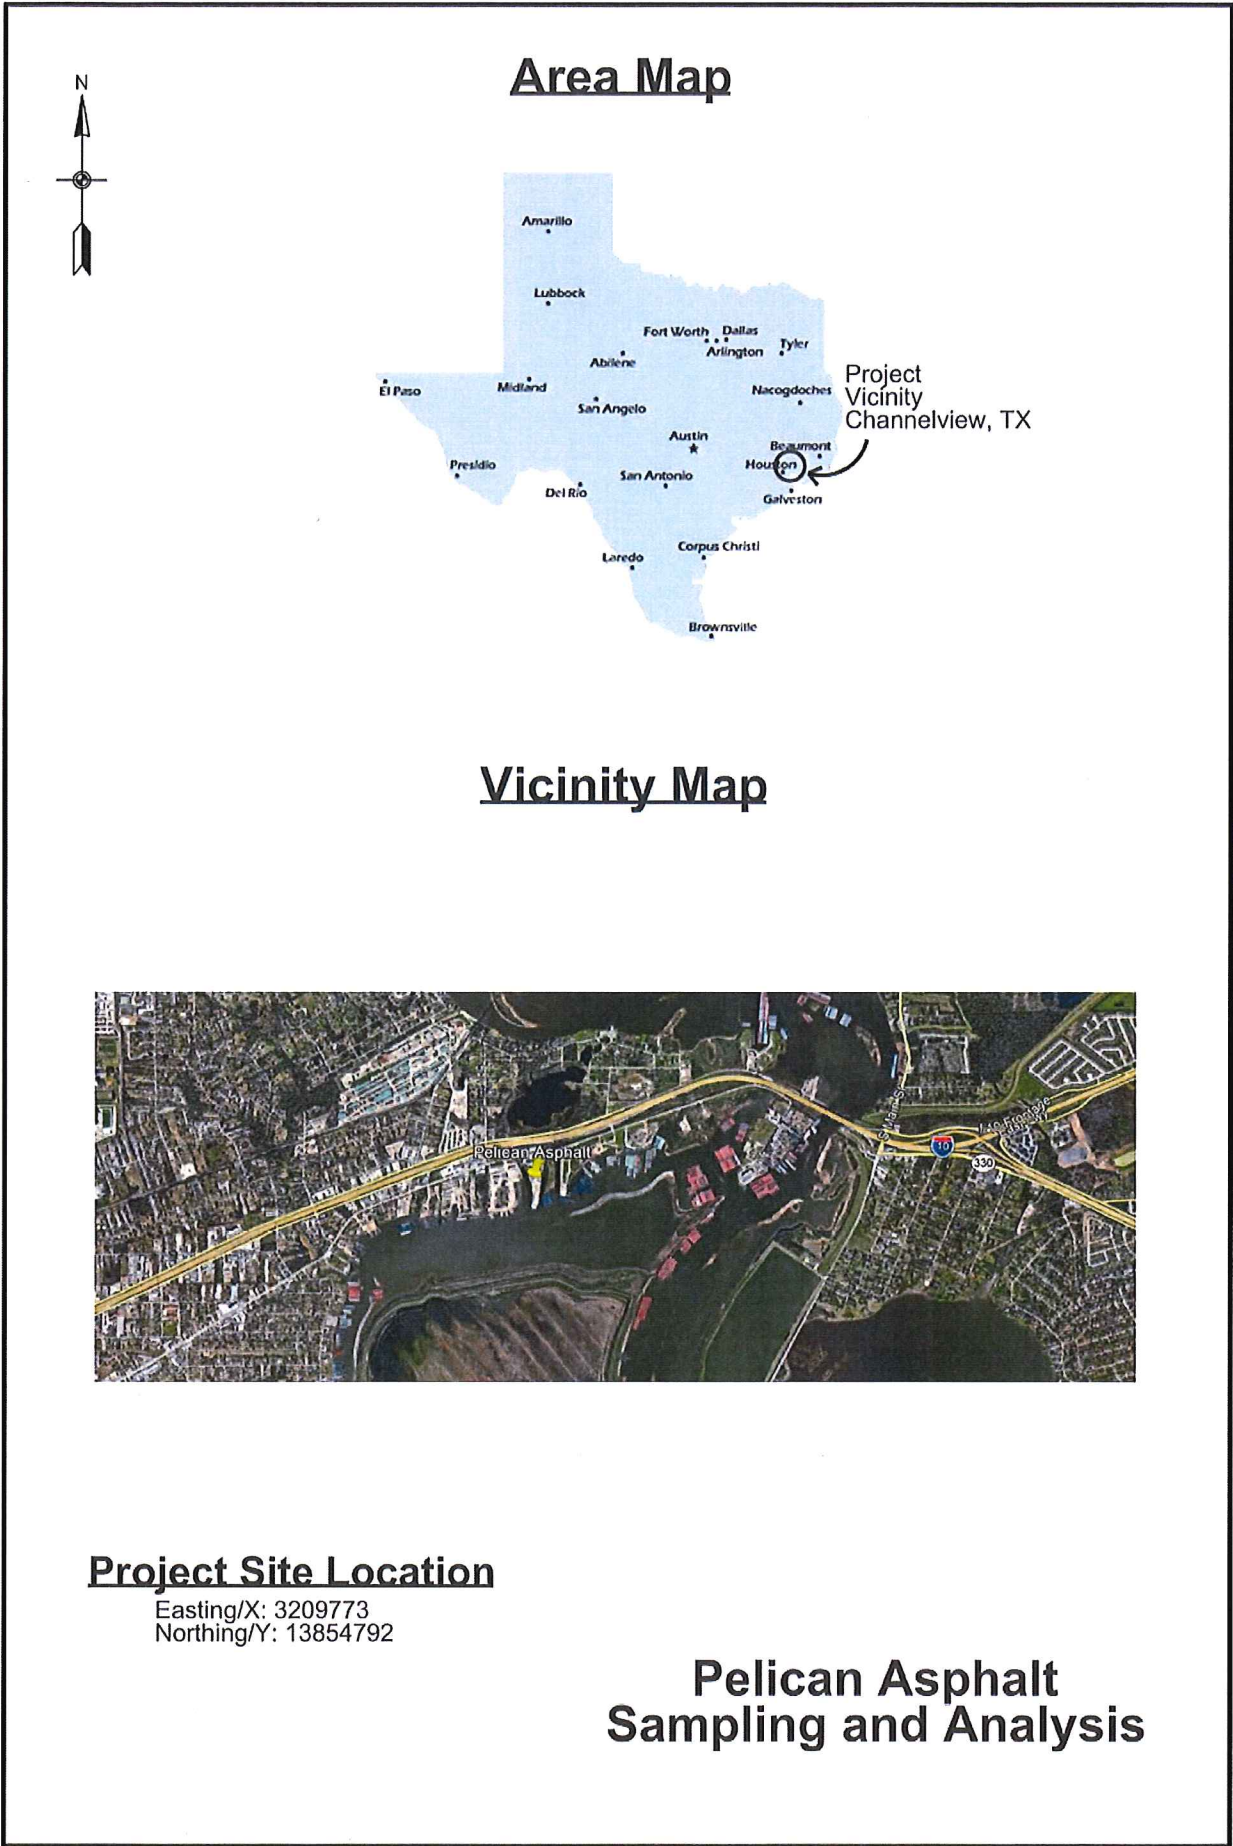 N
Area Map
Amarillo
Lubbock
Fort Worth
Dallas
Arlington
Tyler
Abilene
El Paso
Midland
San Angelo
Nacogdoches
Project
Vicinity
Channelview, TX
Austin
Beaumont
Houston
Presidio
San Antonio
Del Rio
Galveston
Corpus Christi
Laredo
Brownsville
Vicinity Map
Pelican Asphalt
S Main St
10
330
Project Site Location
Easting/X: 3209773
Northing/Y: 13854792
Pelican Asphalt
Sampling and Analysis